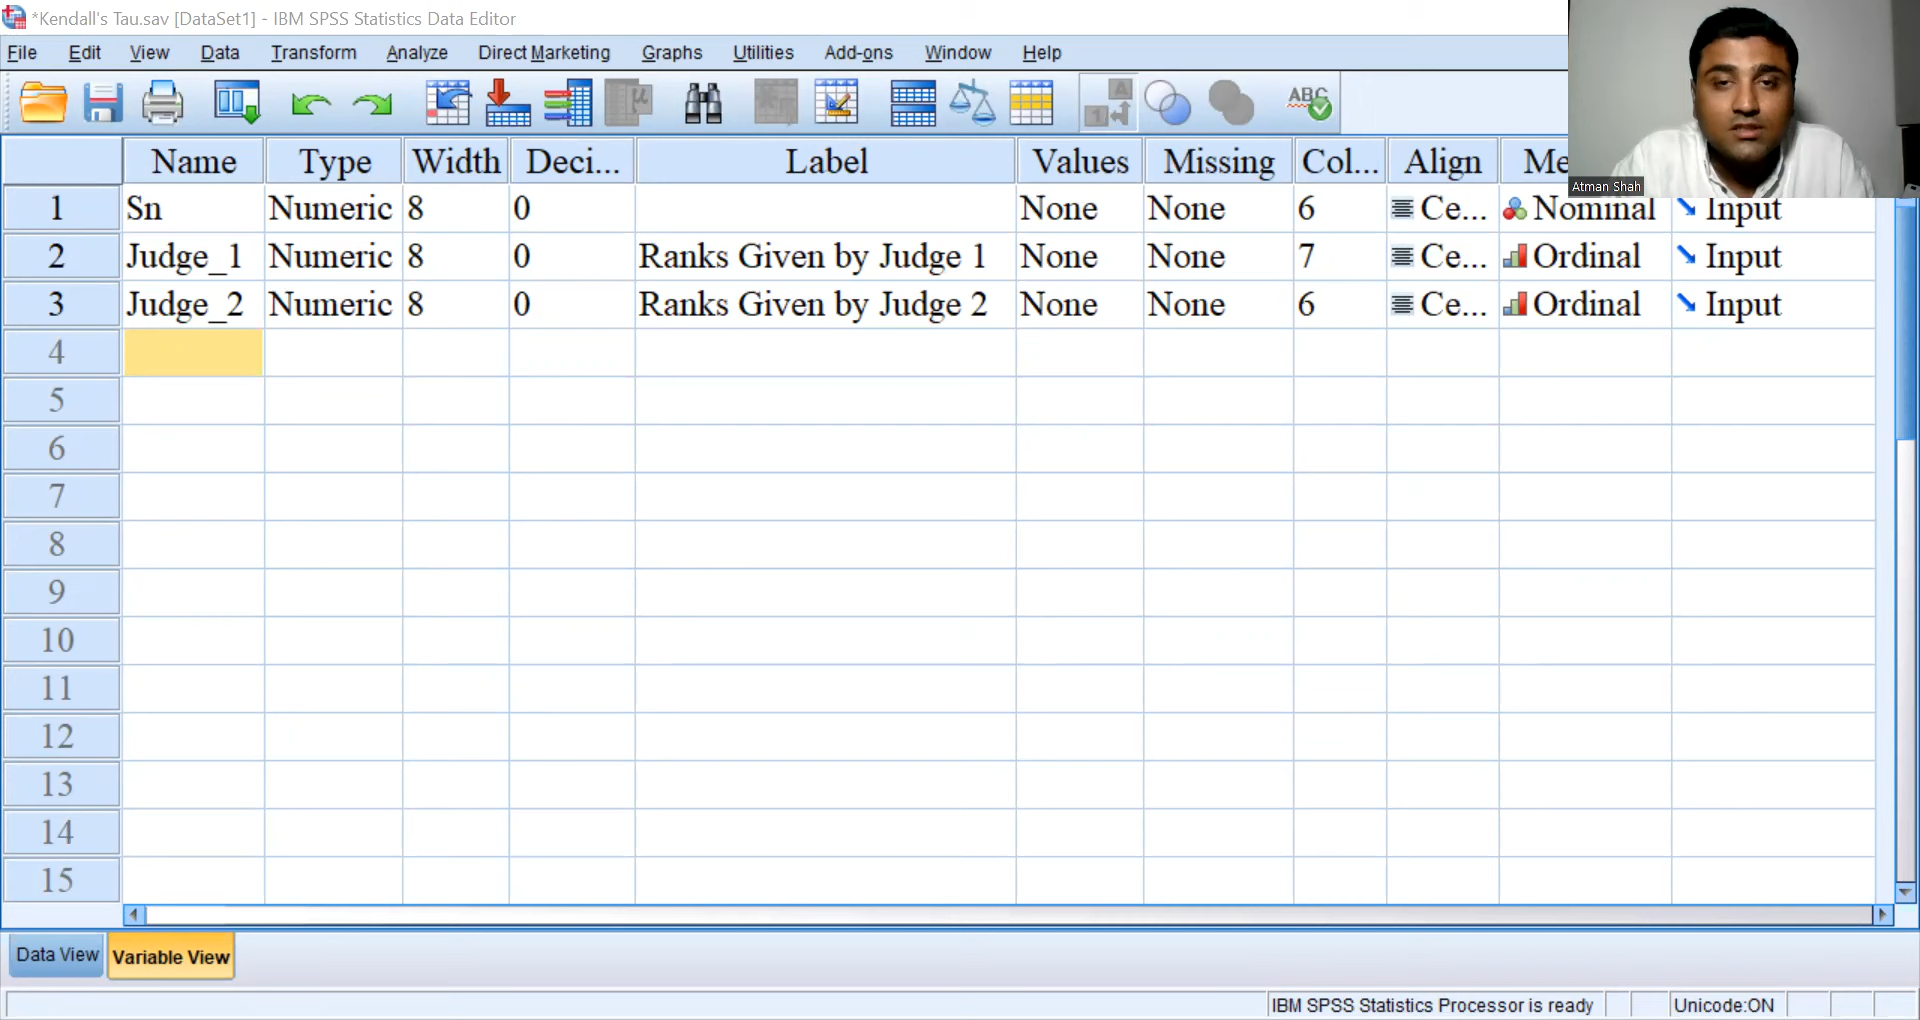 *Kendall's Tau.sav [DataSet1] - IBM SPSS Statistics Data Editor
File Edit View Data Transform Analyze Direct Marketing Graphs Utilities Add-ons Window Help
ABC
Atman Shah
Name Type Width Deci... Label Values Missing Col... Align Me
1 Sn Numeric 8 0 None None 6 Ce... Nominal Input
2 Judge_1 Numeric 8 0 Ranks Given by Judge 1 None None 7 Ce... Ordinal Input
3 Judge_2 Numeric 8 0 Ranks Given by Judge 2 None None 6 Ce... Ordinal Input
4
5
6
7
8
9
10
11
12
13
14
15
Data View Variable View
IBM SPSS Statistics Processor is ready Unicode:ON